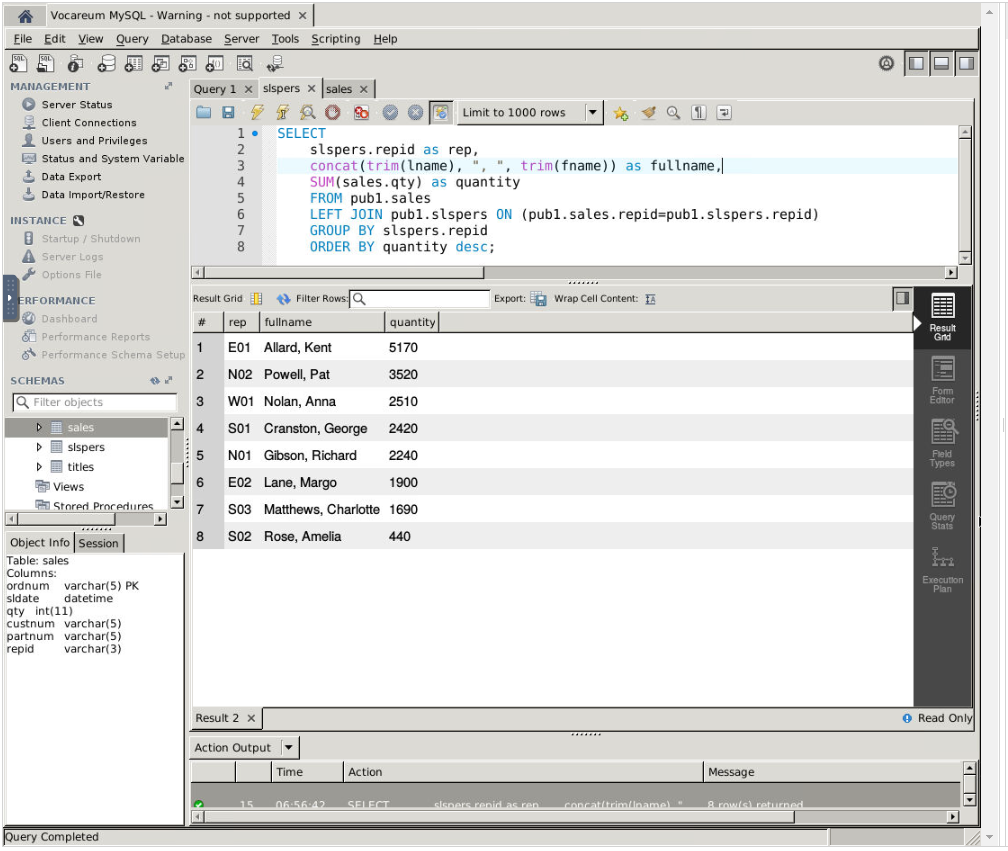 Vocareum MySQL - Warning - not supported ×
File Edit View Query Database Server Tools Scripting Help
MANAGEMENT
Server Status
Client Connections
Users and Privileges
Status and System Variable
Data Export
Data Import/Restore
INSTANCE
Startup / Shutdown
Server Logs
Options File
ERFORMANCE
Dashboard
Performance Reports
Performance Schema Setup
SCHEMAS
Filter objects
sales
slspers
titles
Views
Stored Procedures
Object Info Session
Table: sales
Columns:
ordnum varchar(5) PK
sldate datetime
qty int(11)
custnum varchar(5)
partnum varchar(5)
repid varchar(3)
Query 1 × slspers × sales ×
Limit to 1000 rows
1 SELECT
2 slspers.repid as rep,
3 concat(trim(lname), ", ", trim(fname)) as fullname,
4 SUM(sales.qty) as quantity
5 FROM pub1.sales
6 LEFT JOIN pub1.slspers ON (pub1.sales.repid=pub1.slspers.repid)
7 GROUP BY slspers.repid
8 ORDER BY quantity desc;
Result Grid Filter Rows: Export: Wrap Cell Content:
# rep fullname quantity
1 E01 Allard, Kent 5170
2 N02 Powell, Pat 3520
3 W01 Nolan, Anna 2510
4 S01 Cranston, George 2420
5 N01 Gibson, Richard 2240
6 E02 Lane, Margo 1900
7 S03 Matthews, Charlotte 1690
8 S02 Rose, Amelia 440
Result
Grid
Form
Editor
Field
Types
Query
Stats
Execution
Plan
Result 2 × Read Only
Action Output
Time Action Message
15 06:56:42 SELECT slspers.repid as rep, concat(trim(lname), " 8 row(s) returned
Query Completed